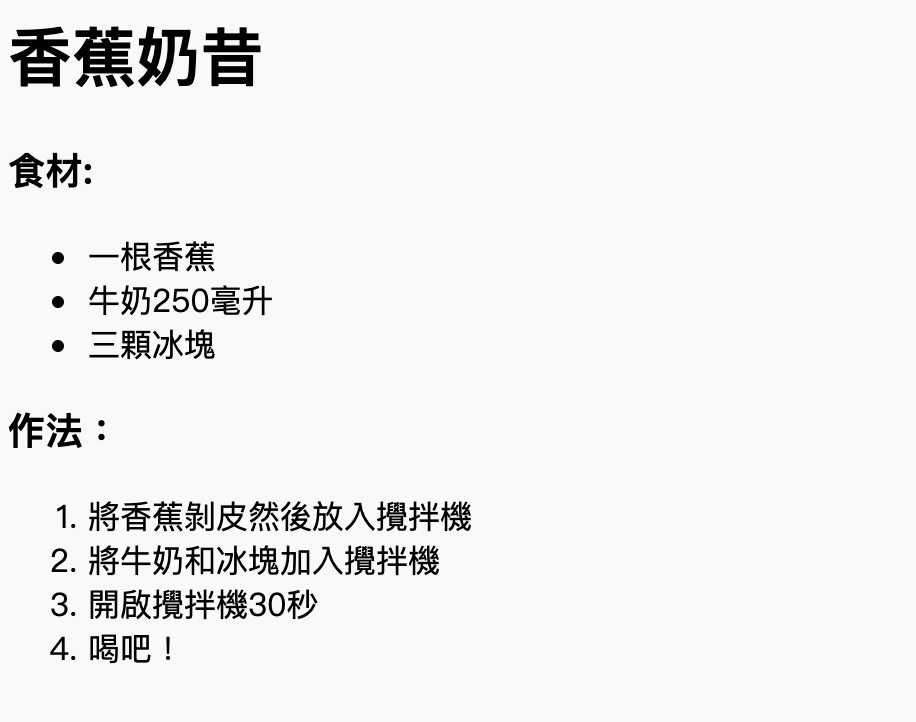 香蕉奶昔
食材:
• 一根香蕉
• 牛奶250毫升
• 三顆冰塊
作法：
1. 將香蕉剝皮然後放入攪拌機
2. 將牛奶和冰塊加入攪拌機
3. 開啟攪拌機30秒
4. 喝吧！